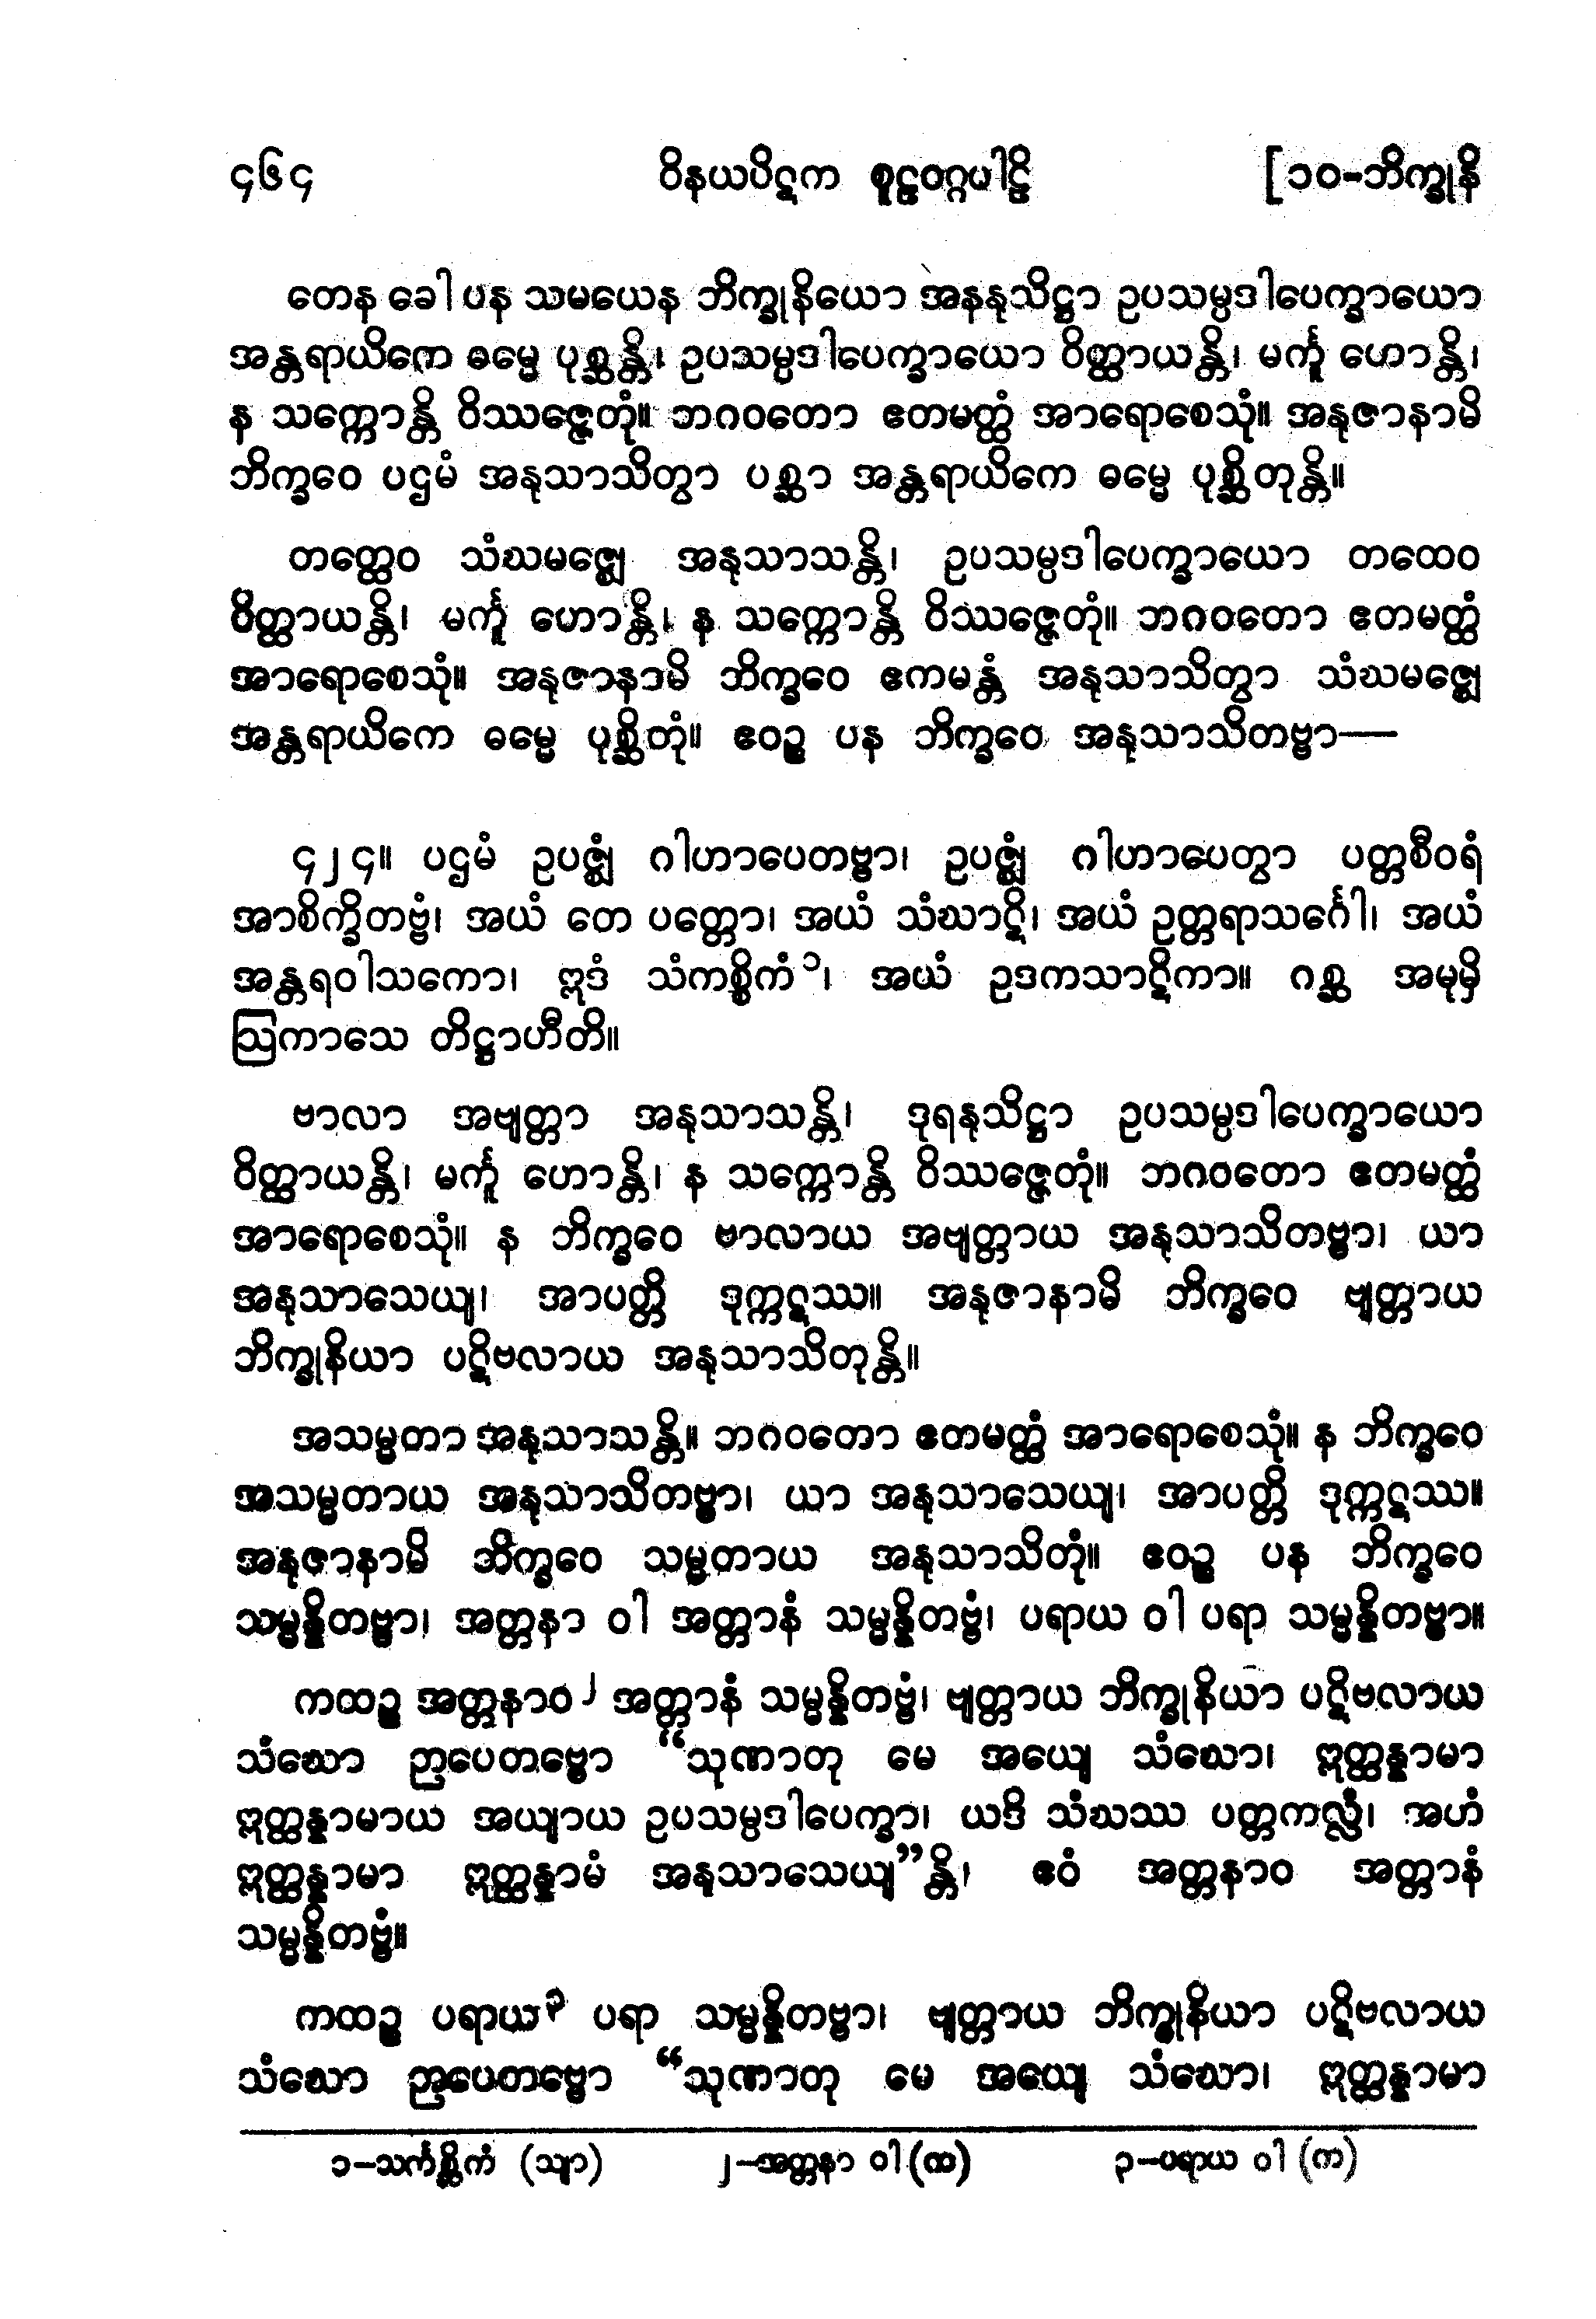 ၄၆၄ ဝိနယပိဋက စူဠဝဂ္ဂပါဠိ [၁၀-ဘိက္ခုနိ
တေန ခေါ ပန သမယေန ဘိက္ခုနိယော အနနုသိဋ္ဌာ ဥပသမ္ပဒါပေက္ခာယော
အန္တရာယိကေ ဓမ္မေ ပုစ္ဆန္တိ၊ ဥပသမ္ပဒါပေက္ခာယော ဝိတ္ထာယန္တိ၊ မင်္ကူ ဟောန္တိ၊
န သက္ကောန္တိ ဝိဿဇ္ဇေတုံ။ ဘဂဝတော ဧတမတ္ထံ အာရောစေသုံ။ အနုဇာနာမိ
ဘိက္ခဝေ ပဌမံ အနုသာသိတွာ ပစ္ဆာ အန္တရာယိကေ ဓမ္မေ ပုစ္ဆိတုန္တိ။
တတ္ထေဝ သံဃမဇ္ဈေ အနုသာသန္တိ၊ ဥပသမ္ပဒါပေက္ခာယော တထေဝ
ဝိတ္ထာယန္တိ၊ မင်္ကူ ဟောန္တိ၊ န သက္ကောန္တိ ဝိဿဇ္ဇေတုံ။ ဘဂဝတော ဧတမတ္ထံ
အာရောစေသုံ။ အနုဇာနာမိ ဘိက္ခဝေ ဧကမန္တံ အနုသာသိတွာ သံဃမဇ္ဈေ
အန္တရာယိကေ ဓမ္မေ ပုစ္ဆိတုံ။ ဧဝဉ္စ ပန ဘိက္ခဝေ အနုသာသိတဗ္ဗာ—
၄၂၄။ ပဌမံ ဥပဇ္ဈံ ဂါဟာပေတဗ္ဗာ၊ ဥပဇ္ဈံ ဂါဟာပေတွာ ပတ္တစီဝရံ
အာစိက္ခိတဗ္ဗံ၊ အယံ တေ ပတ္တော၊ အယံ သံဃာဋိ၊ အယံ ဥတ္တရာသင်္ဂေါ၊ အယံ
အန္တရဝါသကော၊ ဣဒံ သံကစ္စိကံ၁၊ အယံ ဥဒကသာဋိကာ။ ဂစ္ဆ အမုမှိ
ဩကာသေ တိဋ္ဌာဟီတိ။
ဗာလာ အဗျတ္တာ အနုသာသန္တိ၊ ဒုရနုသိဋ္ဌာ ဥပသမ္ပဒါပေက္ခာယော
ဝိတ္ထာယန္တိ၊ မင်္ကူ ဟောန္တိ၊ န သက္ကောန္တိ ဝိဿဇ္ဇေတုံ။ ဘဂဝတော ဧတမတ္ထံ
အာရောစေသုံ။ န ဘိက္ခဝေ ဗာလာယ အဗျတ္တာယ အနုသာသိတဗ္ဗာ၊ ယာ
အနုသာသေယျ၊ အာပတ္တိ ဒုက္ကဋဿ။ အနုဇာနာမိ ဘိက္ခဝေ ဗျတ္တာယ
ဘိက္ခုနိယာ ပဋိဗလာယ အနုသာသိတုန္တိ။
အသမ္မတာ အနုသာသန္တိ။ ဘဂဝတော ဧတမတ္ထံ အာရောစေသုံ။ န ဘိက္ခဝေ
အသမ္မတာယ အနုသာသိတဗ္ဗာ၊ ယာ အနုသာသေယျ၊ အာပတ္တိ ဒုက္ကဋဿ။
အနုဇာနာမိ ဘိက္ခဝေ သမ္မတာယ အနုသာသိတုံ။ ဧဝဉ္စ ပန ဘိက္ခဝေ
သမ္မန္နိတဗ္ဗာ၊ အတ္တနာ ဝါ အတ္တာနံ သမ္မန္နိတဗ္ဗံ၊ ပရာယ ဝါ ပရာ သမ္မန္နိတဗ္ဗာ။
ကထဉ္စ အတ္တနာဝ၂ အတ္တာနံ သမ္မန္နိတဗ္ဗံ၊ ဗျတ္တာယ ဘိက္ခုနိယာ ပဋိဗလာယ
သံဃော ဉာပေတဗ္ဗော “သုဏာတု မေ အယျေ သံဃော၊ ဣတ္ထန္နာမာ
ဣတ္ထန္နာမာယ အယျာယ ဥပသမ္ပဒါပေက္ခာ၊ ယဒိ သံဃဿ ပတ္တကလ္လံ၊ အဟံ
ဣတ္ထန္နာမာ ဣတ္ထန္နာမံ အနုသာသေယျ”န္တိ၊ ဧဝံ အတ္တနာဝ အတ္တာနံ
သမ္မန္နိတဗ္ဗံ။
ကထဉ္စ ပရာယ၃ ပရာ သမ္မန္နိတဗ္ဗာ၊ ဗျတ္တာယ ဘိက္ခုနိယာ ပဋိဗလာယ
သံဃော ဉာပေတဗ္ဗော “သုဏာတု မေ အယျေ သံဃော၊ ဣတ္ထန္နာမာ
၁–သင်္ကစ္ဆိကံ (သျာ) ၂–အတ္တနာ ဝါ (က) ၃–ပရာယ ဝါ (က)